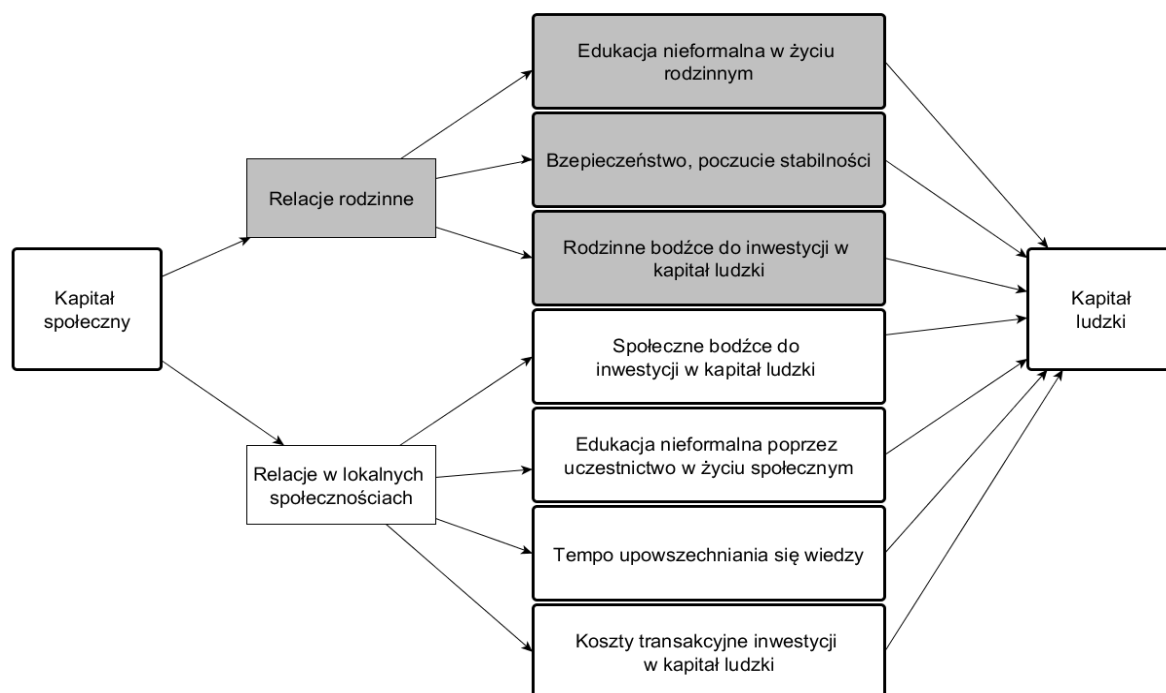 Edukacja nieformalna w życiu
rodzinnym
Bzepieczeństwo, poczucie stabilności
Relacje rodzinne
Rodzinne bodźce do inwestycji w
kapitał ludzki
Kapitał
społeczny
Kapitał
ludzki
Społeczne bodźce do
inwestycji w kapitał ludzki
Edukacja nieformalna poprzez
uczestnictwo w życiu społecznym
Relacje w lokalnych
społecznościach
Tempo upowszechniania się wiedzy
Koszty transakcyjne inwestycji
w kapitał ludzki